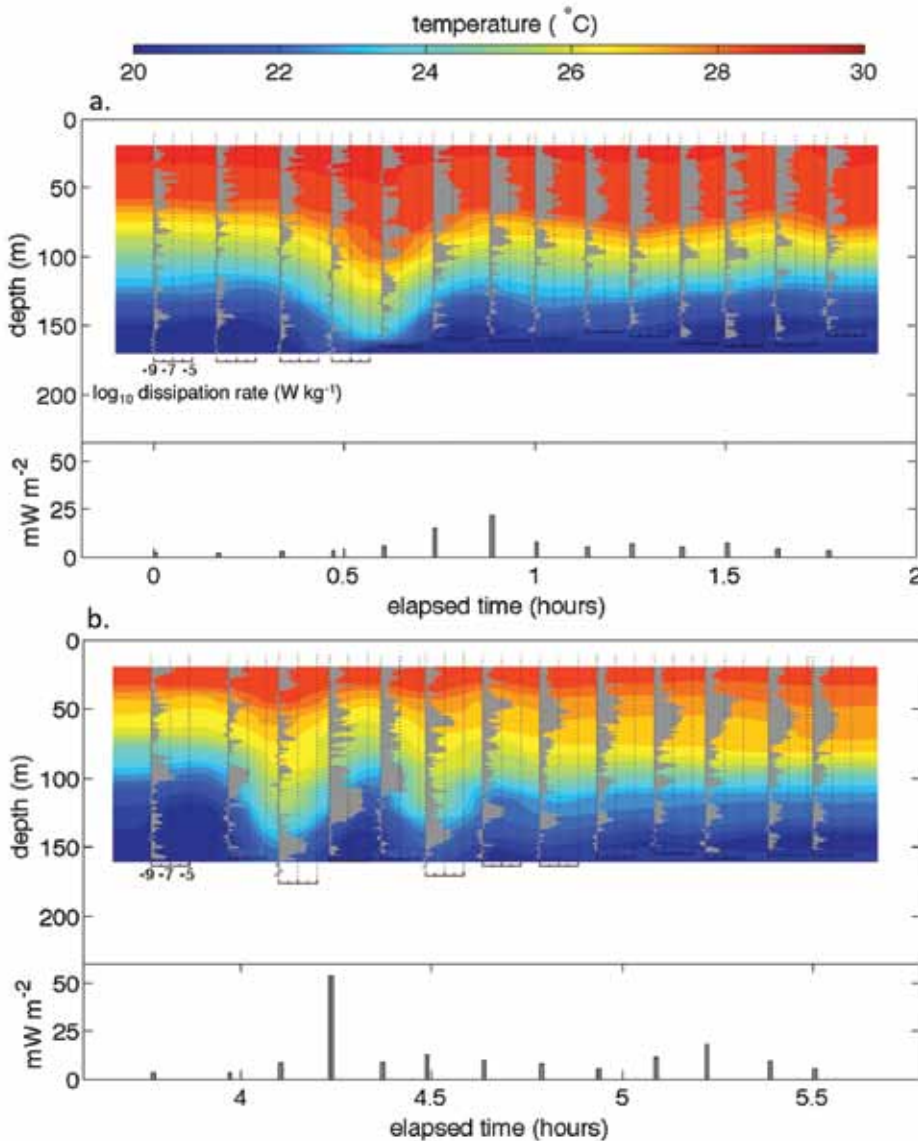 temperature ( °C)
20 22 24 26 28 30
a.
0
50
100
150
200
depth (m)
-9 -7 -5
log₁₀ dissipation rate (W kg⁻¹)
50
25
0
mW m⁻²
0 0.5 1 1.5 2
elapsed time (hours)
b.
0
50
100
150
200
depth (m)
-9 -7 -5
50
25
0
mW m⁻²
4 4.5 5 5.5
elapsed time (hours)